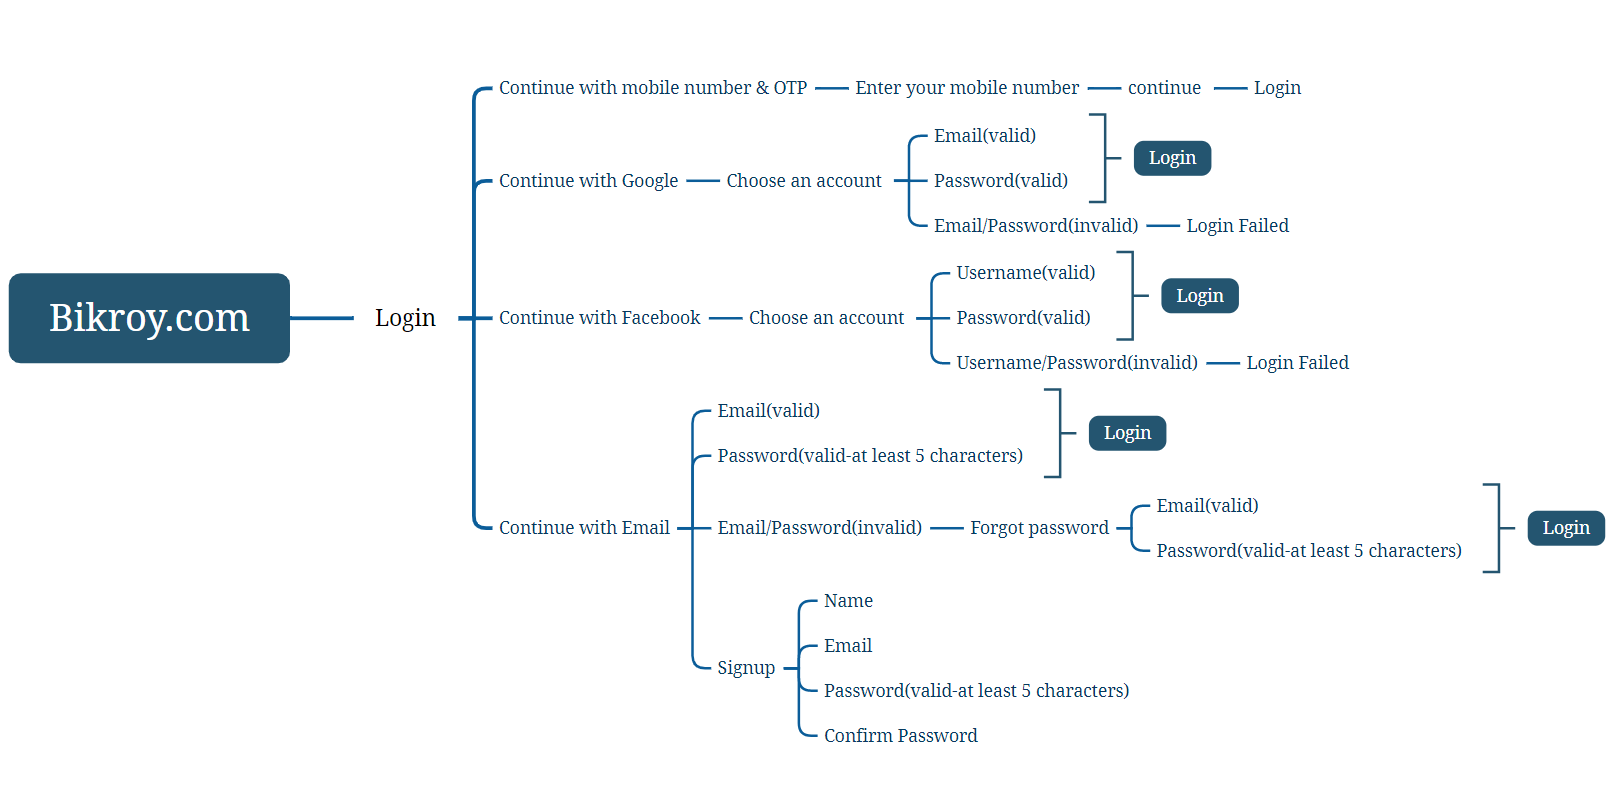 Bikroy.com
Login
Continue with mobile number & OTP
Enter your mobile number
continue
Login
Continue with Google
Choose an account
Email(valid)
Password(valid)
Login
Email/Password(invalid)
Login Failed
Continue with Facebook
Choose an account
Username(valid)
Password(valid)
Login
Username/Password(invalid)
Login Failed
Continue with Email
Email(valid)
Password(valid-at least 5 characters)
Login
Email/Password(invalid)
Forgot password
Email(valid)
Password(valid-at least 5 characters)
Login
Signup
Name
Email
Password(valid-at least 5 characters)
Confirm Password